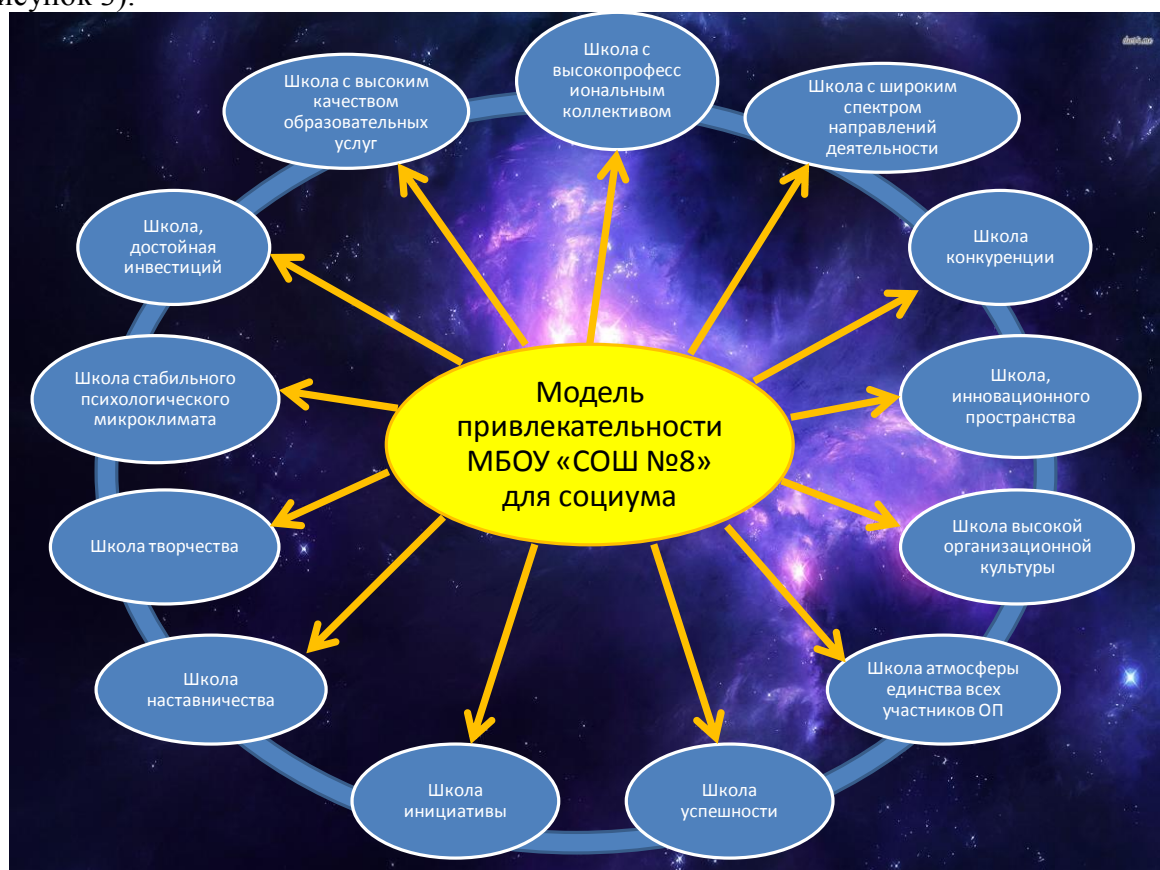 исунок 3).
Школа с
высокопрофесс
иональным
коллективом
Школа с широким
спектром
направлений
деятельности
Школа
конкуренции
Школа,
инновационного
пространства
Школа высокой
организационной
культуры
Школа атмосферы
единства всех
участников ОП
Школа
успешности
Школа
инициативы
Школа
наставничества
Школа творчества
Школа стабильного
психологического
микроклимата
Школа,
достойная
инвестиций
Школа с высоким
качеством
образовательных
услуг
Модель
привлекательности
МБОУ «СОШ №8»
для социума